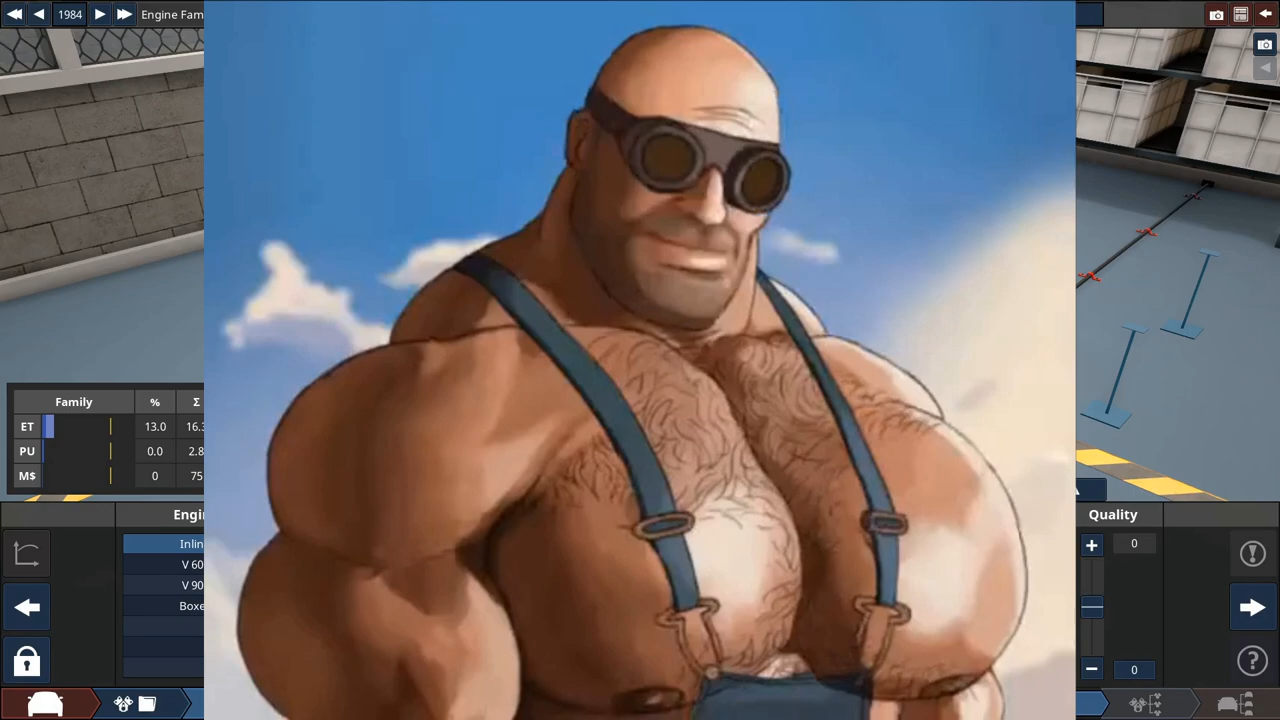 1984
Engine Fam
Family % Σ
ET 13.0 16.3
PU 0.0 2.8
M$ 0 75
Engi
Inlin
V 60
V 90
Boxe
Quality
+ 0
− 0
?